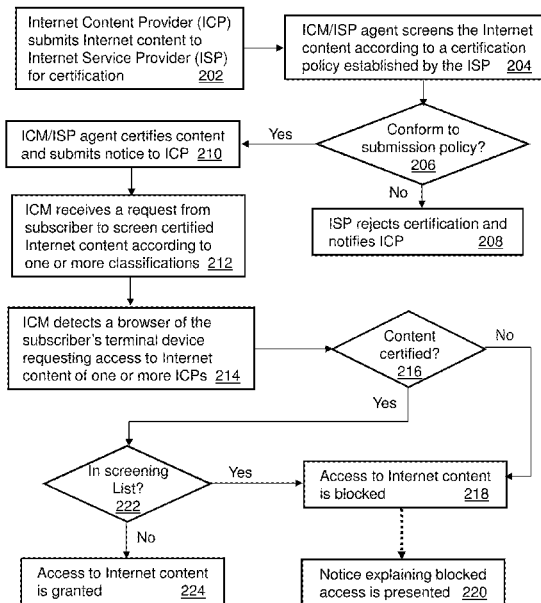 Internet Content Provider (ICP)
submits Internet content to
Internet Service Provider (ISP)
for certification 202
ICM/ISP agent screens the Internet
content according to a certification
policy established by the ISP 204
Conform to
submission policy?
206
Yes
No
ICM/ISP agent certifies content
and submits notice to ICP 210
ISP rejects certification and
notifies ICP 208
ICM receives a request from
subscriber to screen certified
Internet content according to
one or more classifications 212
ICM detects a browser of the
subscriber's terminal device
requesting access to Internet
content of one or more ICPs 214
Content
certified?
216
No
Yes
In screening
List?
222
Yes
No
Access to Internet content
is blocked 218
Access to Internet content
is granted 224
Notice explaining blocked
access is presented 220